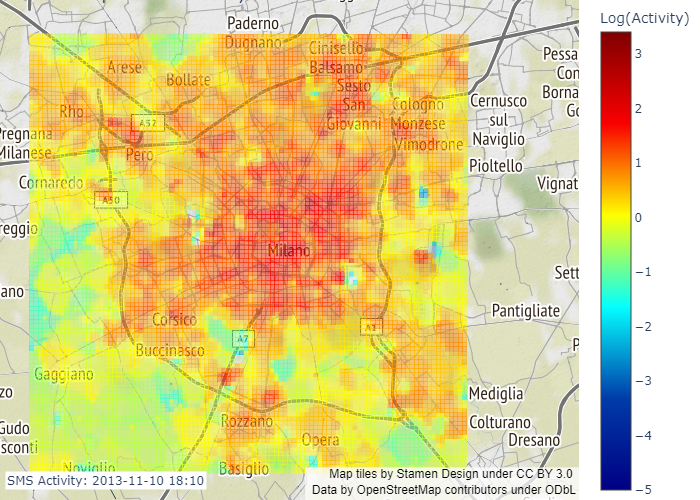 Log(Activity)
Paderno
Dugnano
Cinisello
Balsamo
Arese
Bollate
Sesto
San
Giovanni
Pessa
Con
Borna
Go
Rho
A52
Cologno
Monzese
Vimodrone
Cernusco
sul
Naviglio
Pregnana
Milanese
Pero
Pioltello
Cornaredo
Vignat
A50
reggio
Milano
Sett
ano
Pantigliate
Corsico
A7
A1
Buccinasco
P
Gaggiano
Mediglia
zo
Rozzano
Colturano
Gudo
sconti
Opera
Dresano
Noviglio
Basiglio
SMS Activity: 2013-11-10 18:10
Map tiles by Stamen Design under CC BY 3.0
Data by OpenStreetMap contributors under ODbL
3
2
1
0
−1
−2
−3
−4
−5